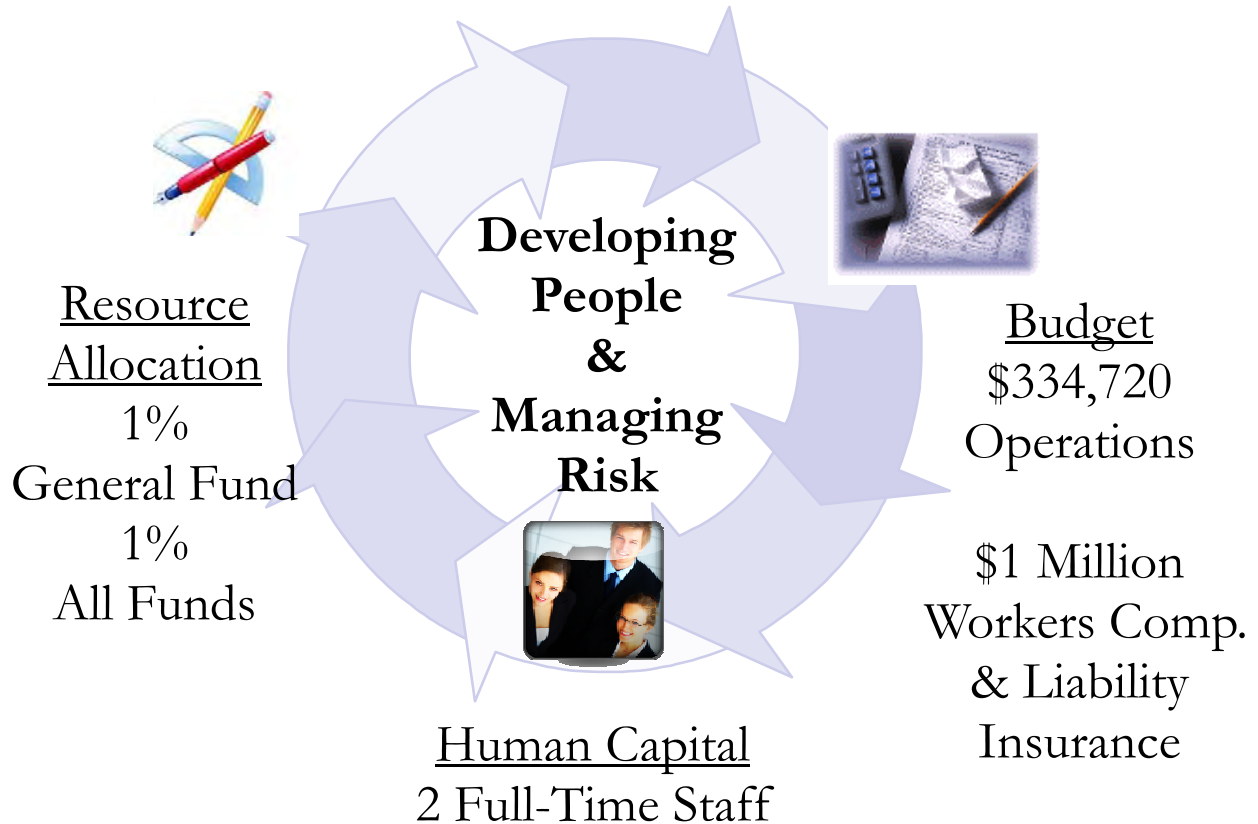 Developing
People
&
Managing
Risk
Resource
Allocation
1%
General Fund
1%
All Funds
Budget
$334,720
Operations
$1 Million
Workers Comp.
& Liability
Insurance
Human Capital
2 Full-Time Staff